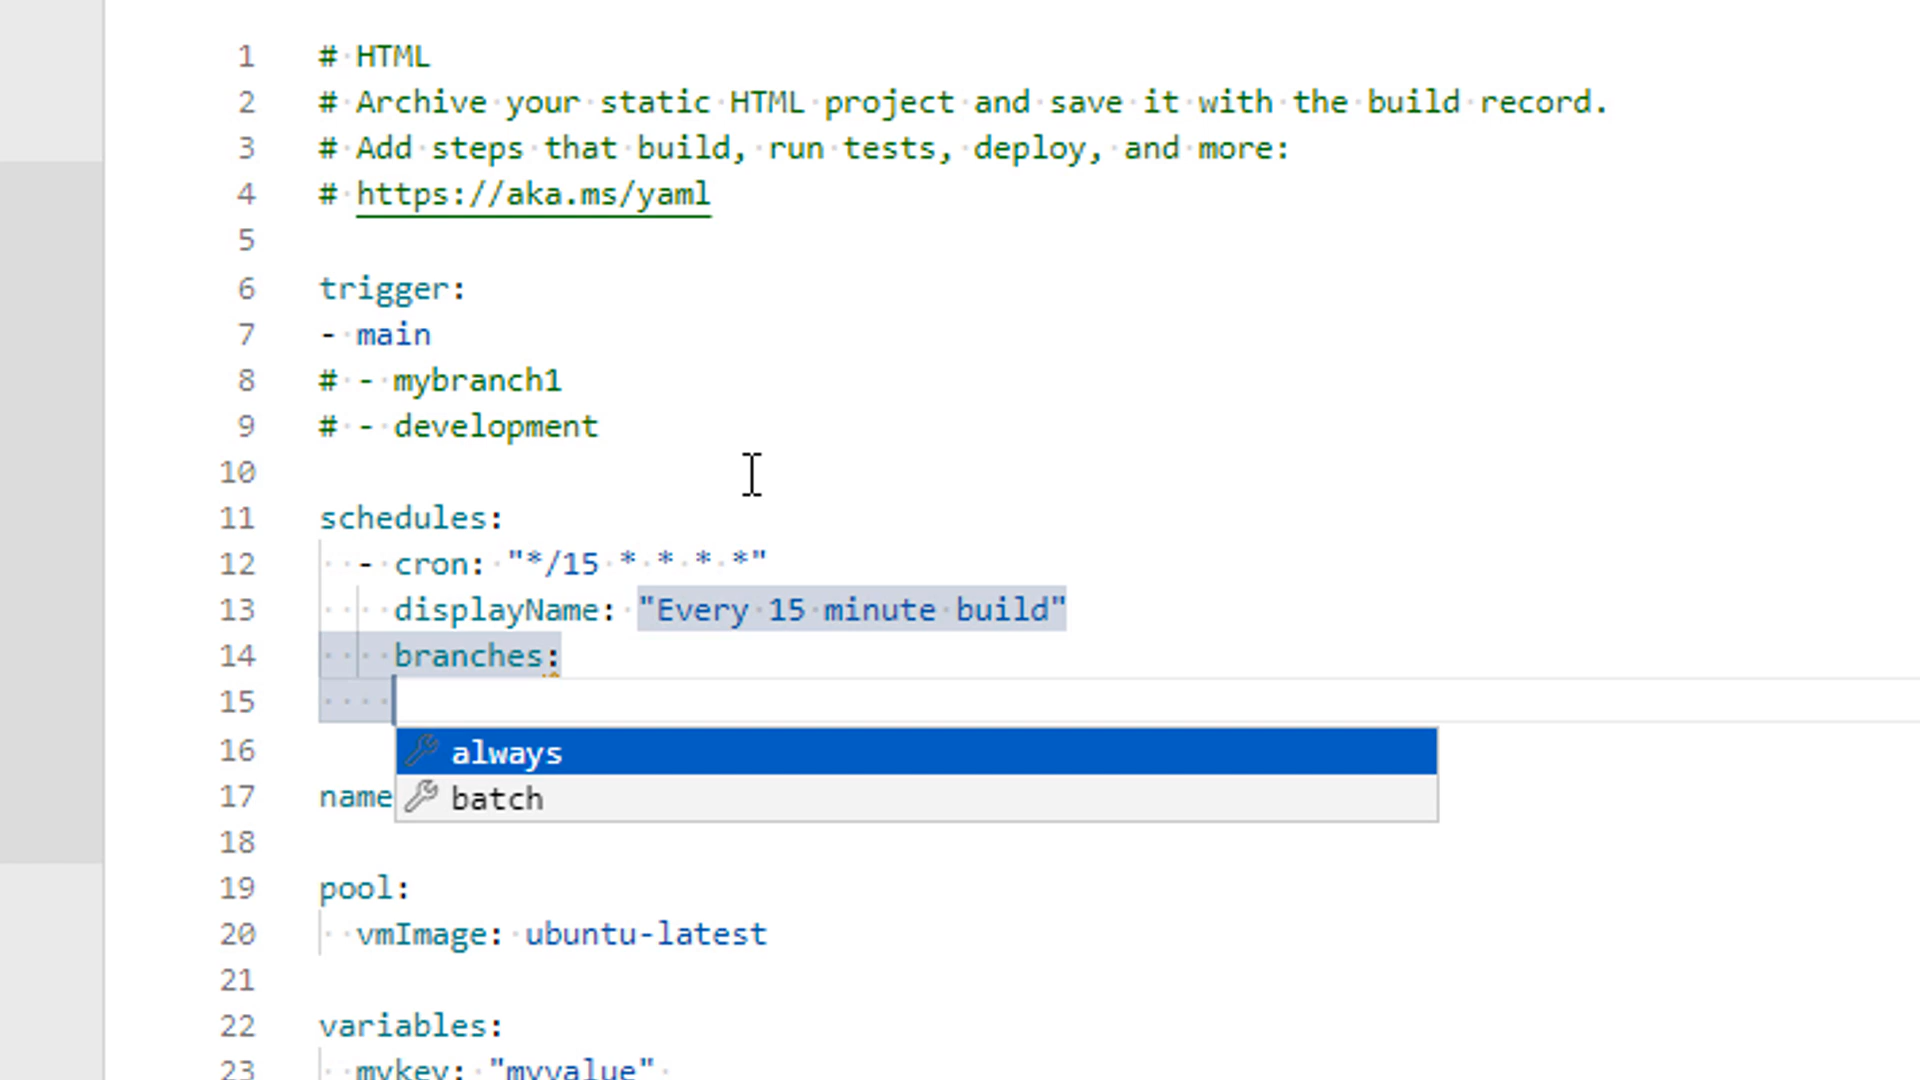 1 # HTML
2 # Archive your static HTML project and save it with the build record.
3 # Add steps that build, run tests, deploy, and more:
4 # https://aka.ms/yaml
5
6 trigger:
7 - main
8 # - mybranch1
9 # - development
10
11 schedules:
12 - cron: "*/15 * * * *"
13 displayName: "Every 15 minute build"
14 branches:
15
always
16
17 name
batch
18
19 pool:
20 vmImage: ubuntu-latest
21
22 variables:
23 mykey: "myvalue"